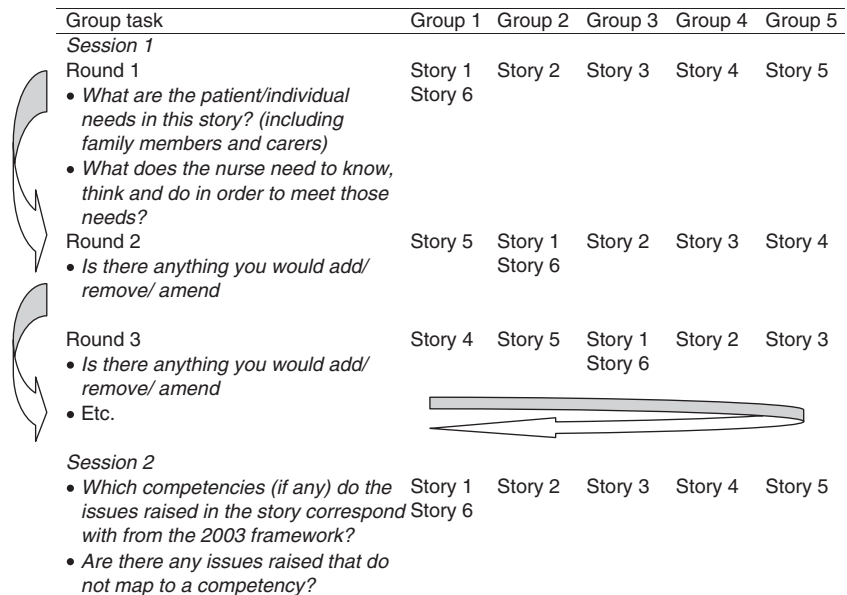 Group task Group 1 Group 2 Group 3 Group 4 Group 5
Session 1
Round 1 Story 1 Story 2 Story 3 Story 4 Story 5
• What are the patient/individual Story 6
needs in this story? (including
family members and carers)
• What does the nurse need to know,
think and do in order to meet those
needs?
Round 2 Story 5 Story 1 Story 2 Story 3 Story 4
• Is there anything you would add/ Story 6
remove/ amend
Round 3 Story 4 Story 5 Story 1 Story 2 Story 3
• Is there anything you would add/ Story 6
remove/ amend
• Etc.
Session 2
• Which competencies (if any) do the Story 1 Story 2 Story 3 Story 4 Story 5
issues raised in the story correspond Story 6
with from the 2003 framework?
• Are there any issues raised that do
not map to a competency?